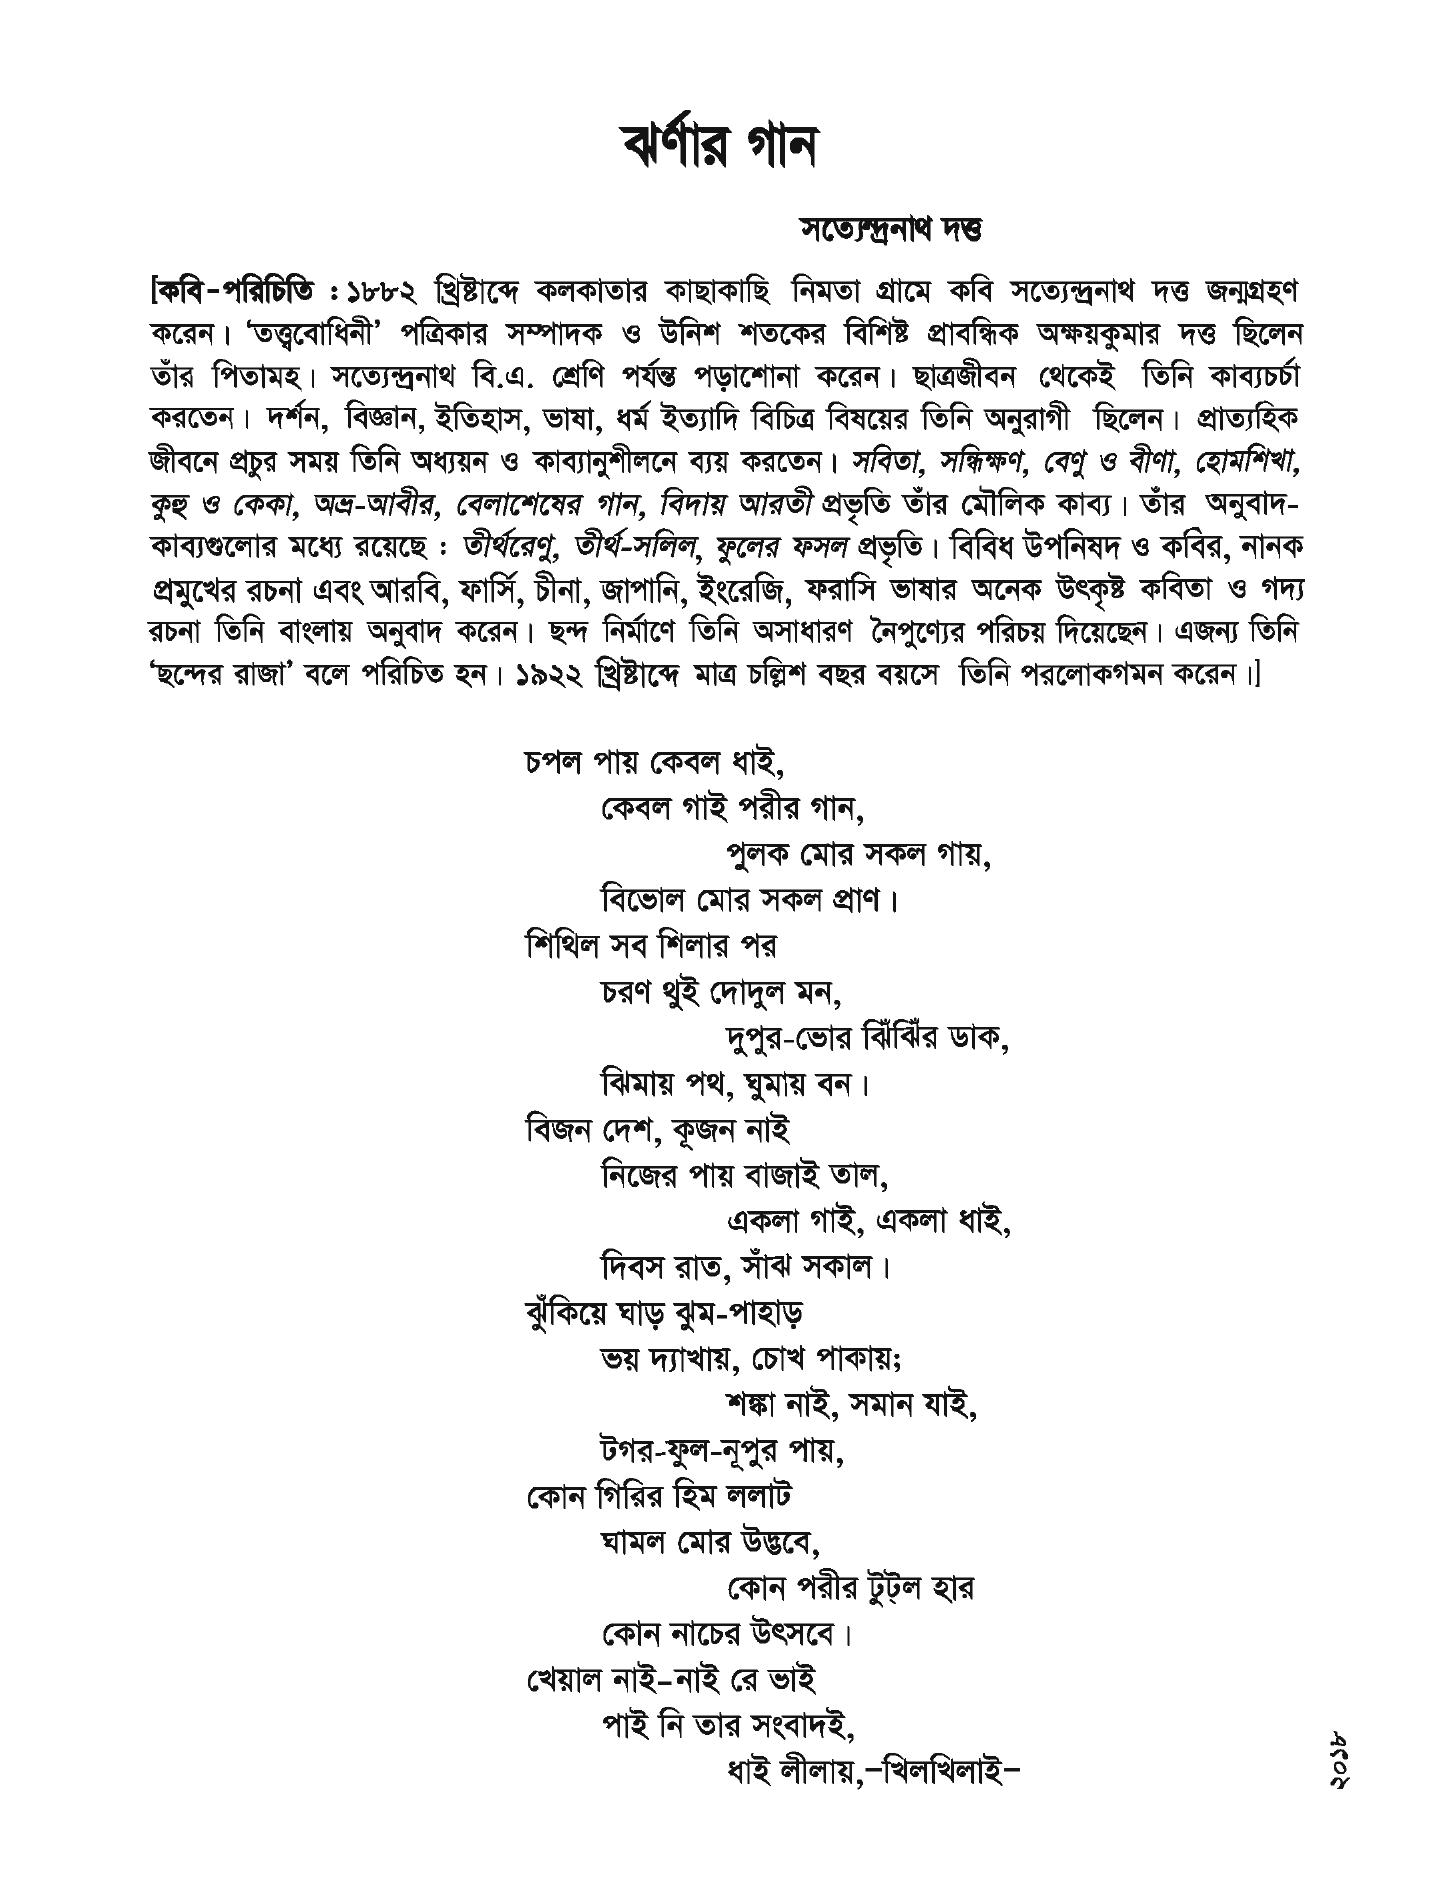 ঝর্ণার গান
সত্যেন্দ্রনাথ দত্ত
[কবি-পরিচিতি : ১৮৮২ খ্রিষ্টাব্দে কলকাতার কাছাকাছি নিমতা গ্রামে কবি সত্যেন্দ্রনাথ দত্ত জন্মগ্রহণ
করেন। ‘তত্ত্ববোধিনী’ পত্রিকার সম্পাদক ও উনিশ শতকের বিশিষ্ট প্রাবন্ধিক অক্ষয়কুমার দত্ত ছিলেন
তাঁর পিতামহ। সত্যেন্দ্রনাথ বি.এ. শ্রেণি পর্যন্ত পড়াশোনা করেন। ছাত্রজীবন থেকেই তিনি কাব্যচর্চা
করতেন। দর্শন, বিজ্ঞান, ইতিহাস, ভাষা, ধর্ম ইত্যাদি বিচিত্র বিষয়ের তিনি অনুরাগী ছিলেন। প্রাত্যহিক
জীবনে প্রচুর সময় তিনি অধ্যয়ন ও কাব্যানুশীলনে ব্যয় করতেন। সবিতা, সন্ধিক্ষণ, বেণু ও বীণা, হোমশিখা,
কুহু ও কেকা, অভ্র-আবীর, বেলাশেষের গান, বিদায় আরতী প্রভৃতি তাঁর মৌলিক কাব্য। তাঁর অনুবাদ-
কাব্যগুলোর মধ্যে রয়েছে : তীর্থরেণু, তীর্থ-সলিল, ফুলের ফসল প্রভৃতি। বিবিধ উপনিষদ ও কবির, নানক
প্রমুখের রচনা এবং আরবি, ফার্সি, চীনা, জাপানি, ইংরেজি, ফরাসি ভাষার অনেক উৎকৃষ্ট কবিতা ও গদ্য
রচনা তিনি বাংলায় অনুবাদ করেন। ছন্দ নির্মাণে তিনি অসাধারণ নৈপুণ্যের পরিচয় দিয়েছেন। এজন্য তিনি
‘ছন্দের রাজা’ বলে পরিচিত হন। ১৯২২ খ্রিষ্টাব্দে মাত্র চল্লিশ বছর বয়সে তিনি পরলোকগমন করেন।]
চপল পায় কেবল ধাই,
কেবল গাই পরীর গান,
পুলক মোর সকল গায়,
বিভোল মোর সকল প্রাণ।
শিথিল সব শিলার পর
চরণ থুই দোদুল মন,
দুপুর-ভোর ঝিঁঝিঁর ডাক,
ঝিমায় পথ, ঘুমায় বন।
বিজন দেশ, কূজন নাই
নিজের পায় বাজাই তাল,
একলা গাই, একলা ধাই,
দিবস রাত, সাঁঝ সকাল।
ঝুঁকিয়ে ঘাড় ঝুম-পাহাড়
ভয় দ্যাখায়, চোখ পাকায়;
শঙ্কা নাই, সমান যাই,
টগর-ফুল-নূপুর পায়,
কোন গিরির হিম ললাট
ঘামল মোর উদ্ভবে,
কোন পরীর টুট্‌ল হার
কোন নাচের উৎসবে।
খেয়াল নাই-নাই রে ভাই
পাই নি তার সংবাদই,
ধাই লীলায়,-খিলখিলাই-
২০১৮